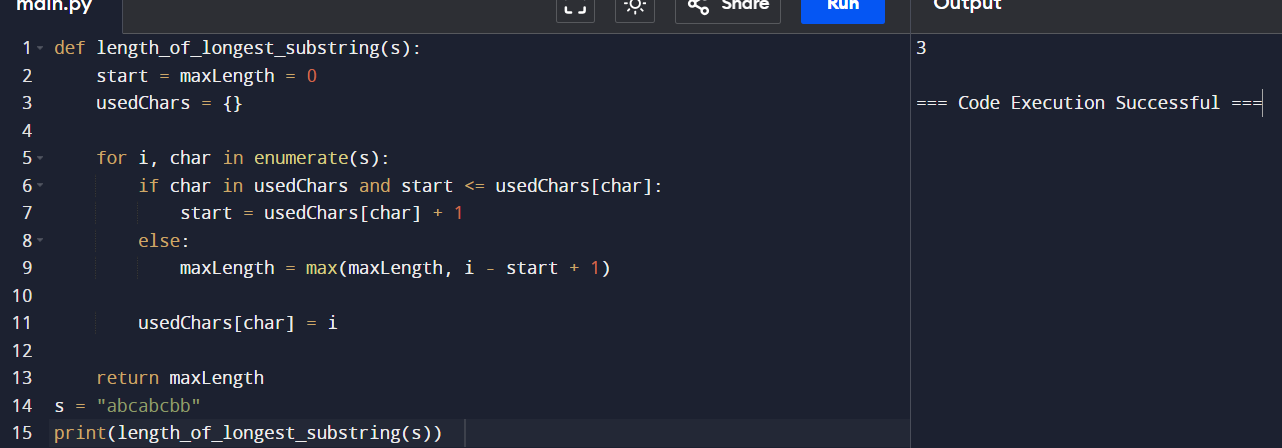 main.py
Share
Run
Output
1 def length_of_longest_substring(s):
2     start = maxLength = 0
3     usedChars = {}
4
5     for i, char in enumerate(s):
6         if char in usedChars and start <= usedChars[char]:
7             start = usedChars[char] + 1
8         else:
9             maxLength = max(maxLength, i - start + 1)
10
11         usedChars[char] = i
12
13     return maxLength
14 s = "abcabcbb"
15 print(length_of_longest_substring(s))
3
=== Code Execution Successful ===